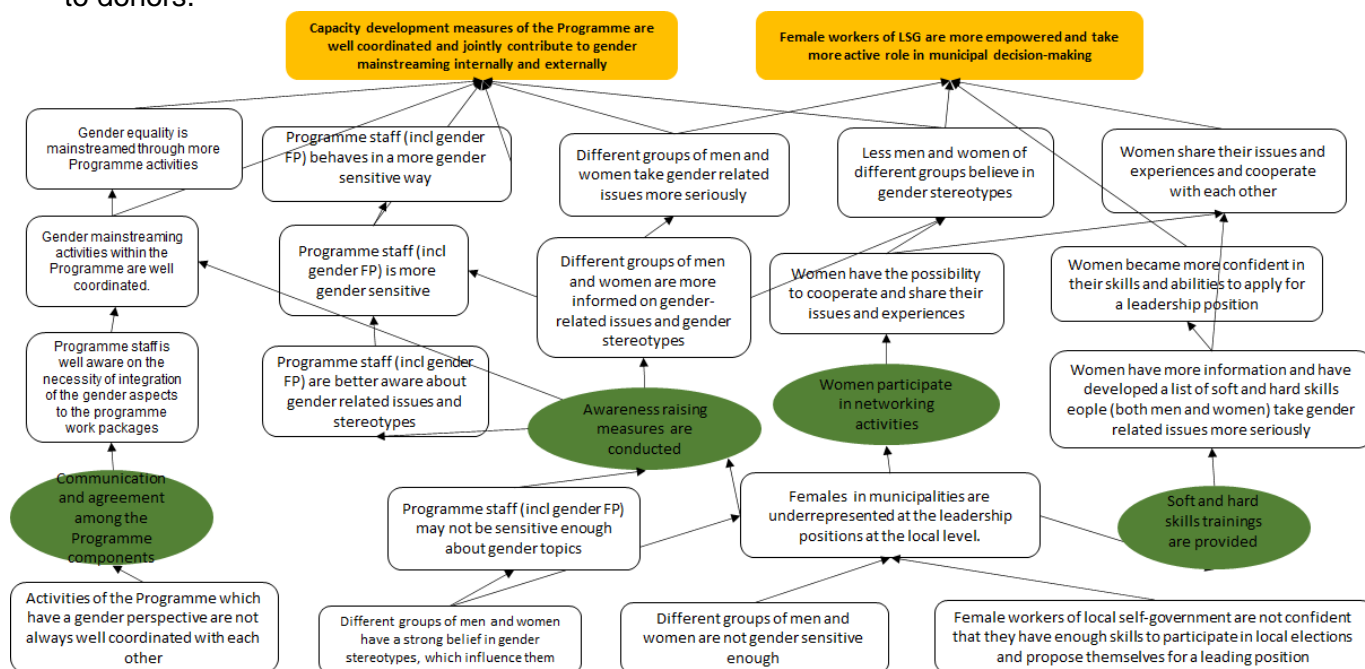 to donors.
Capacity development measures of the Programme are
well coordinated and jointly contribute to gender
mainstreaming internally and externally
Female workers of LSG are more empowered and take
more active role in municipal decision-making
Gender equality is
mainstreamed through more
Programme activities
Programme staff (incl gender
FP) behaves in a more gender
sensitive way
Different groups of men and
women take gender related
issues more seriously
Less men and women of
different groups believe in
gender stereotypes
Women share their issues and
experiences and cooperate
with each other
Gender mainstreaming
activities within the
Programme are well
coordinated.
Programme staff (incl
gender FP) is more
gender sensitive
Different groups of men
and women are more
informed on gender-
related issues and gender
stereotypes
Women have the possibility
to cooperate and share their
issues and experiences
Women became more confident in
their skills and abilities to apply for
a leadership position
Programme staff is
well aware on the
necessity of integration
of the gender aspects
to the programme
work packages
Programme staff (incl gender
FP) are better aware about
gender related issues and
stereotypes
Awareness raising
measures are
conducted
Women participate
in networking
activities
Women have more information and have
developed a list of soft and hard skills
eople (both men and women) take gender
related issues more seriously
Communication
and agreement
among the
Programme
components
Programme staff (incl gender FP)
may not be sensitive enough
about gender topics
Females in municipalities are
underrepresented at the leadership
positions at the local level.
Soft and hard
skills trainings
are provided
Activities of the Programme which
have a gender perspective are not
always well coordinated with each
other
Different groups of men and women
have a strong belief in gender
stereotypes, which influence them
Different groups of men and
women are not gender sensitive
enough
Female workers of local self-government are not confident
that they have enough skills to participate in local elections
and propose themselves for a leading position